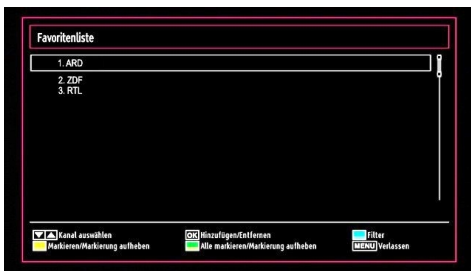 Favoritenliste
1. ARD
2. ZDF
3. RTL
Kanal auswählen OK Hinzufügen/Entfernen Filter
Markieren/Markierung aufheben Alle markieren/Markierung aufheben MENU Verlassen